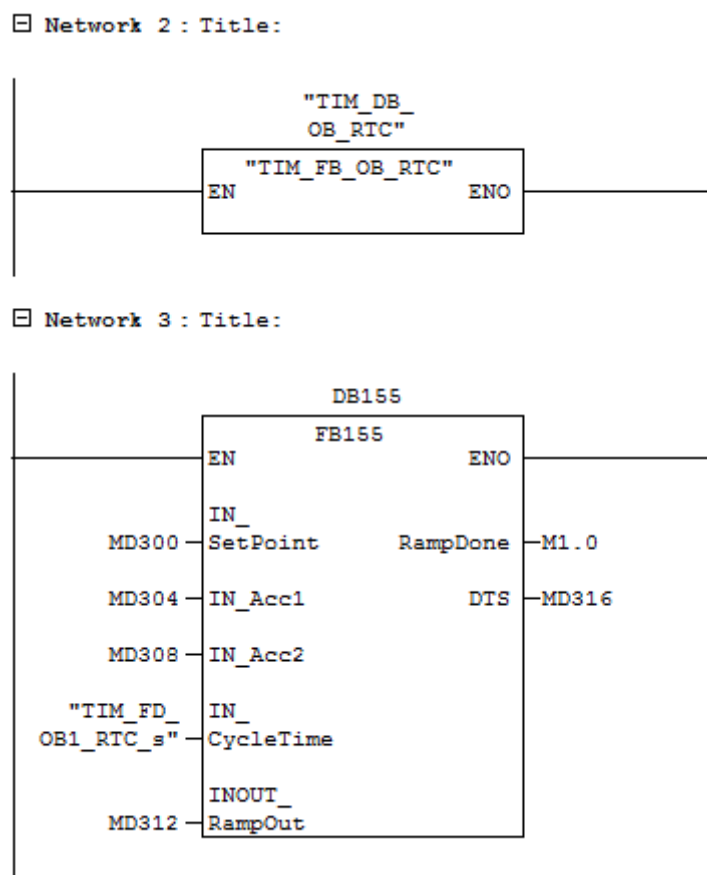 Network 2 : Title:
"TIM_DB_
OB_RTC"
"TIM_FB_OB_RTC"
EN ENO
Network 3 : Title:
DB155
FB155
EN ENO
IN_
MD300 SetPoint RampDone M1.0
MD304 IN_Acc1 DTS MD316
MD308 IN_Acc2
"TIM_FD_ IN_
OB1_RTC_s" CycleTime
INOUT_
MD312 RampOut